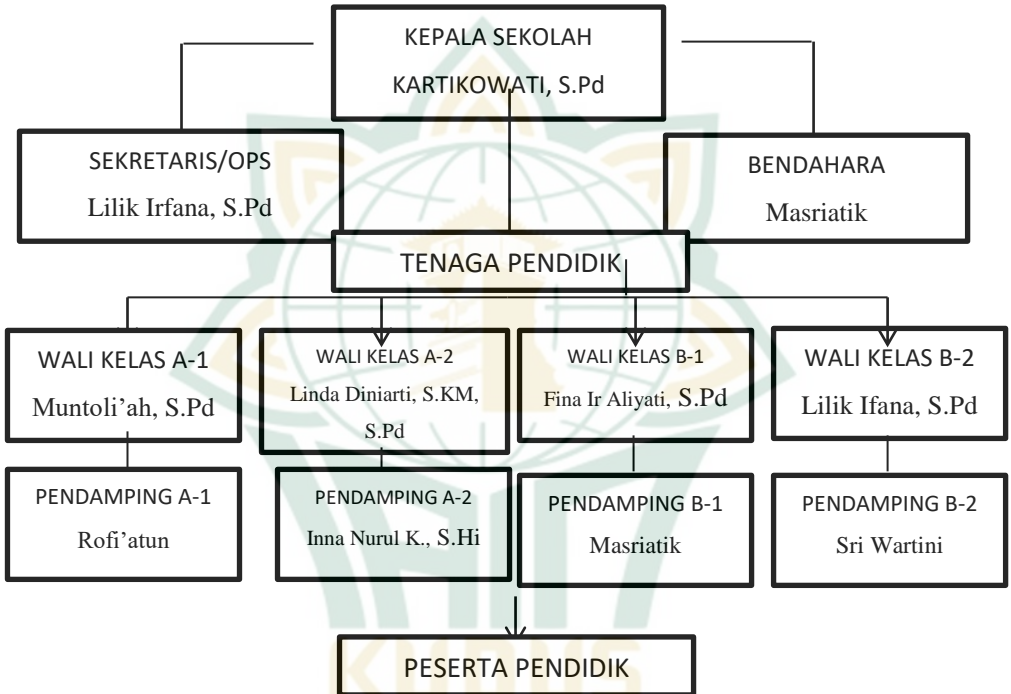 KEPALA SEKOLAH
KARTIKOWATI, S.Pd
SEKRETARIS/OPS
Lilik Irfana, S.Pd
BENDAHARA
Masriatik
TENAGA PENDIDIK
WALI KELAS A-1
Muntoli’ah, S.Pd
WALI KELAS A-2
Linda Diniarti, S.KM,
S.Pd
WALI KELAS B-1
Fina Ir Aliyati, S.Pd
WALI KELAS B-2
Lilik Ifana, S.Pd
PENDAMPING A-1
Rofi’atun
PENDAMPING A-2
Inna Nurul K., S.Hi
PENDAMPING B-1
Masriatik
PENDAMPING B-2
Sri Wartini
PESERTA PENDIDIK
KUDUS